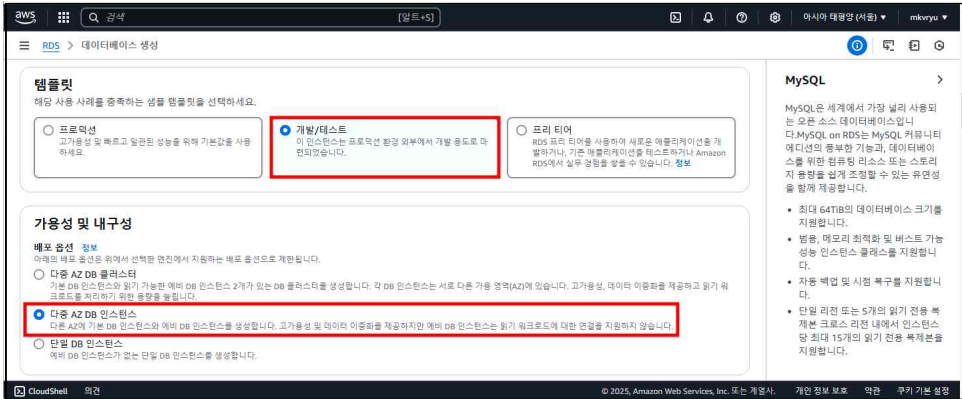 aws
검색
[알트+S]
아시아 태평양 (서울)
mkvryu
RDS > 데이터베이스 생성
템플릿
해당 사용 사례를 충족하는 샘플 템플릿을 선택하세요.
프로덕션
고가용성 및 빠르고 일관된 성능을 위해 기본값을 사용
하세요.
개발/테스트
이 인스턴스는 프로덕션 환경 외부에서 개발 용도로 마
련되었습니다.
프리 티어
RDS 프리 티어를 사용하여 새로운 애플리케이션을 개
발하거나, 기존 애플리케이션을 테스트하거나 Amazon
RDS에서 실무 경험을 쌓을 수 있습니다. 정보
가용성 및 내구성
배포 옵션 정보
아래의 배포 옵션은 위에서 선택한 엔진에서 지원하는 배포 옵션으로 제한됩니다.
다중 AZ DB 클러스터
기본 DB 인스턴스와 읽기 가능한 예비 DB 인스턴스 2개가 있는 DB 클러스터를 생성합니다. 각 DB 인스턴스는 서로 다른 가용 영역(AZ)에 있습니다. 고가용성, 데이터 이중화를 제공하고 읽기 워
크로드를 처리하기 위한 용량을 늘립니다.
다중 AZ DB 인스턴스
다른 AZ에 기본 DB 인스턴스와 예비 DB 인스턴스를 생성합니다. 고가용성 및 데이터 이중화를 제공하지만 예비 DB 인스턴스는 읽기 워크로드에 대한 연결을 지원하지 않습니다.
단일 DB 인스턴스
예비 DB 인스턴스가 없는 단일 DB 인스턴스를 생성합니다.
MySQL
MySQL은 세계에서 가장 널리 사용되
는 오픈 소스 데이터베이스입니
다.MySQL on RDS는 MySQL 커뮤니티
에디션의 풍부한 기능과, 데이터베이
스를 위한 컴퓨팅 리소스 또는 스토리
지 용량을 쉽게 조정할 수 있는 유연성
을 함께 제공합니다.
• 최대 64TiB의 데이터베이스 크기를
지원합니다.
• 범용, 메모리 최적화 및 버스트 가능
성능 인스턴스 클래스를 지원합니
다.
• 자동 백업 및 시점 복구를 지원합니
다.
• 단일 리전 또는 5개의 읽기 전용 복
제본 크로스 리전 내에서 인스턴스
당 최대 15개의 읽기 전용 복제본을
지원합니다.
CloudShell 의견
© 2025, Amazon Web Services, Inc. 또는 계열사. 개인 정보 보호 약관 쿠키 기본 설정